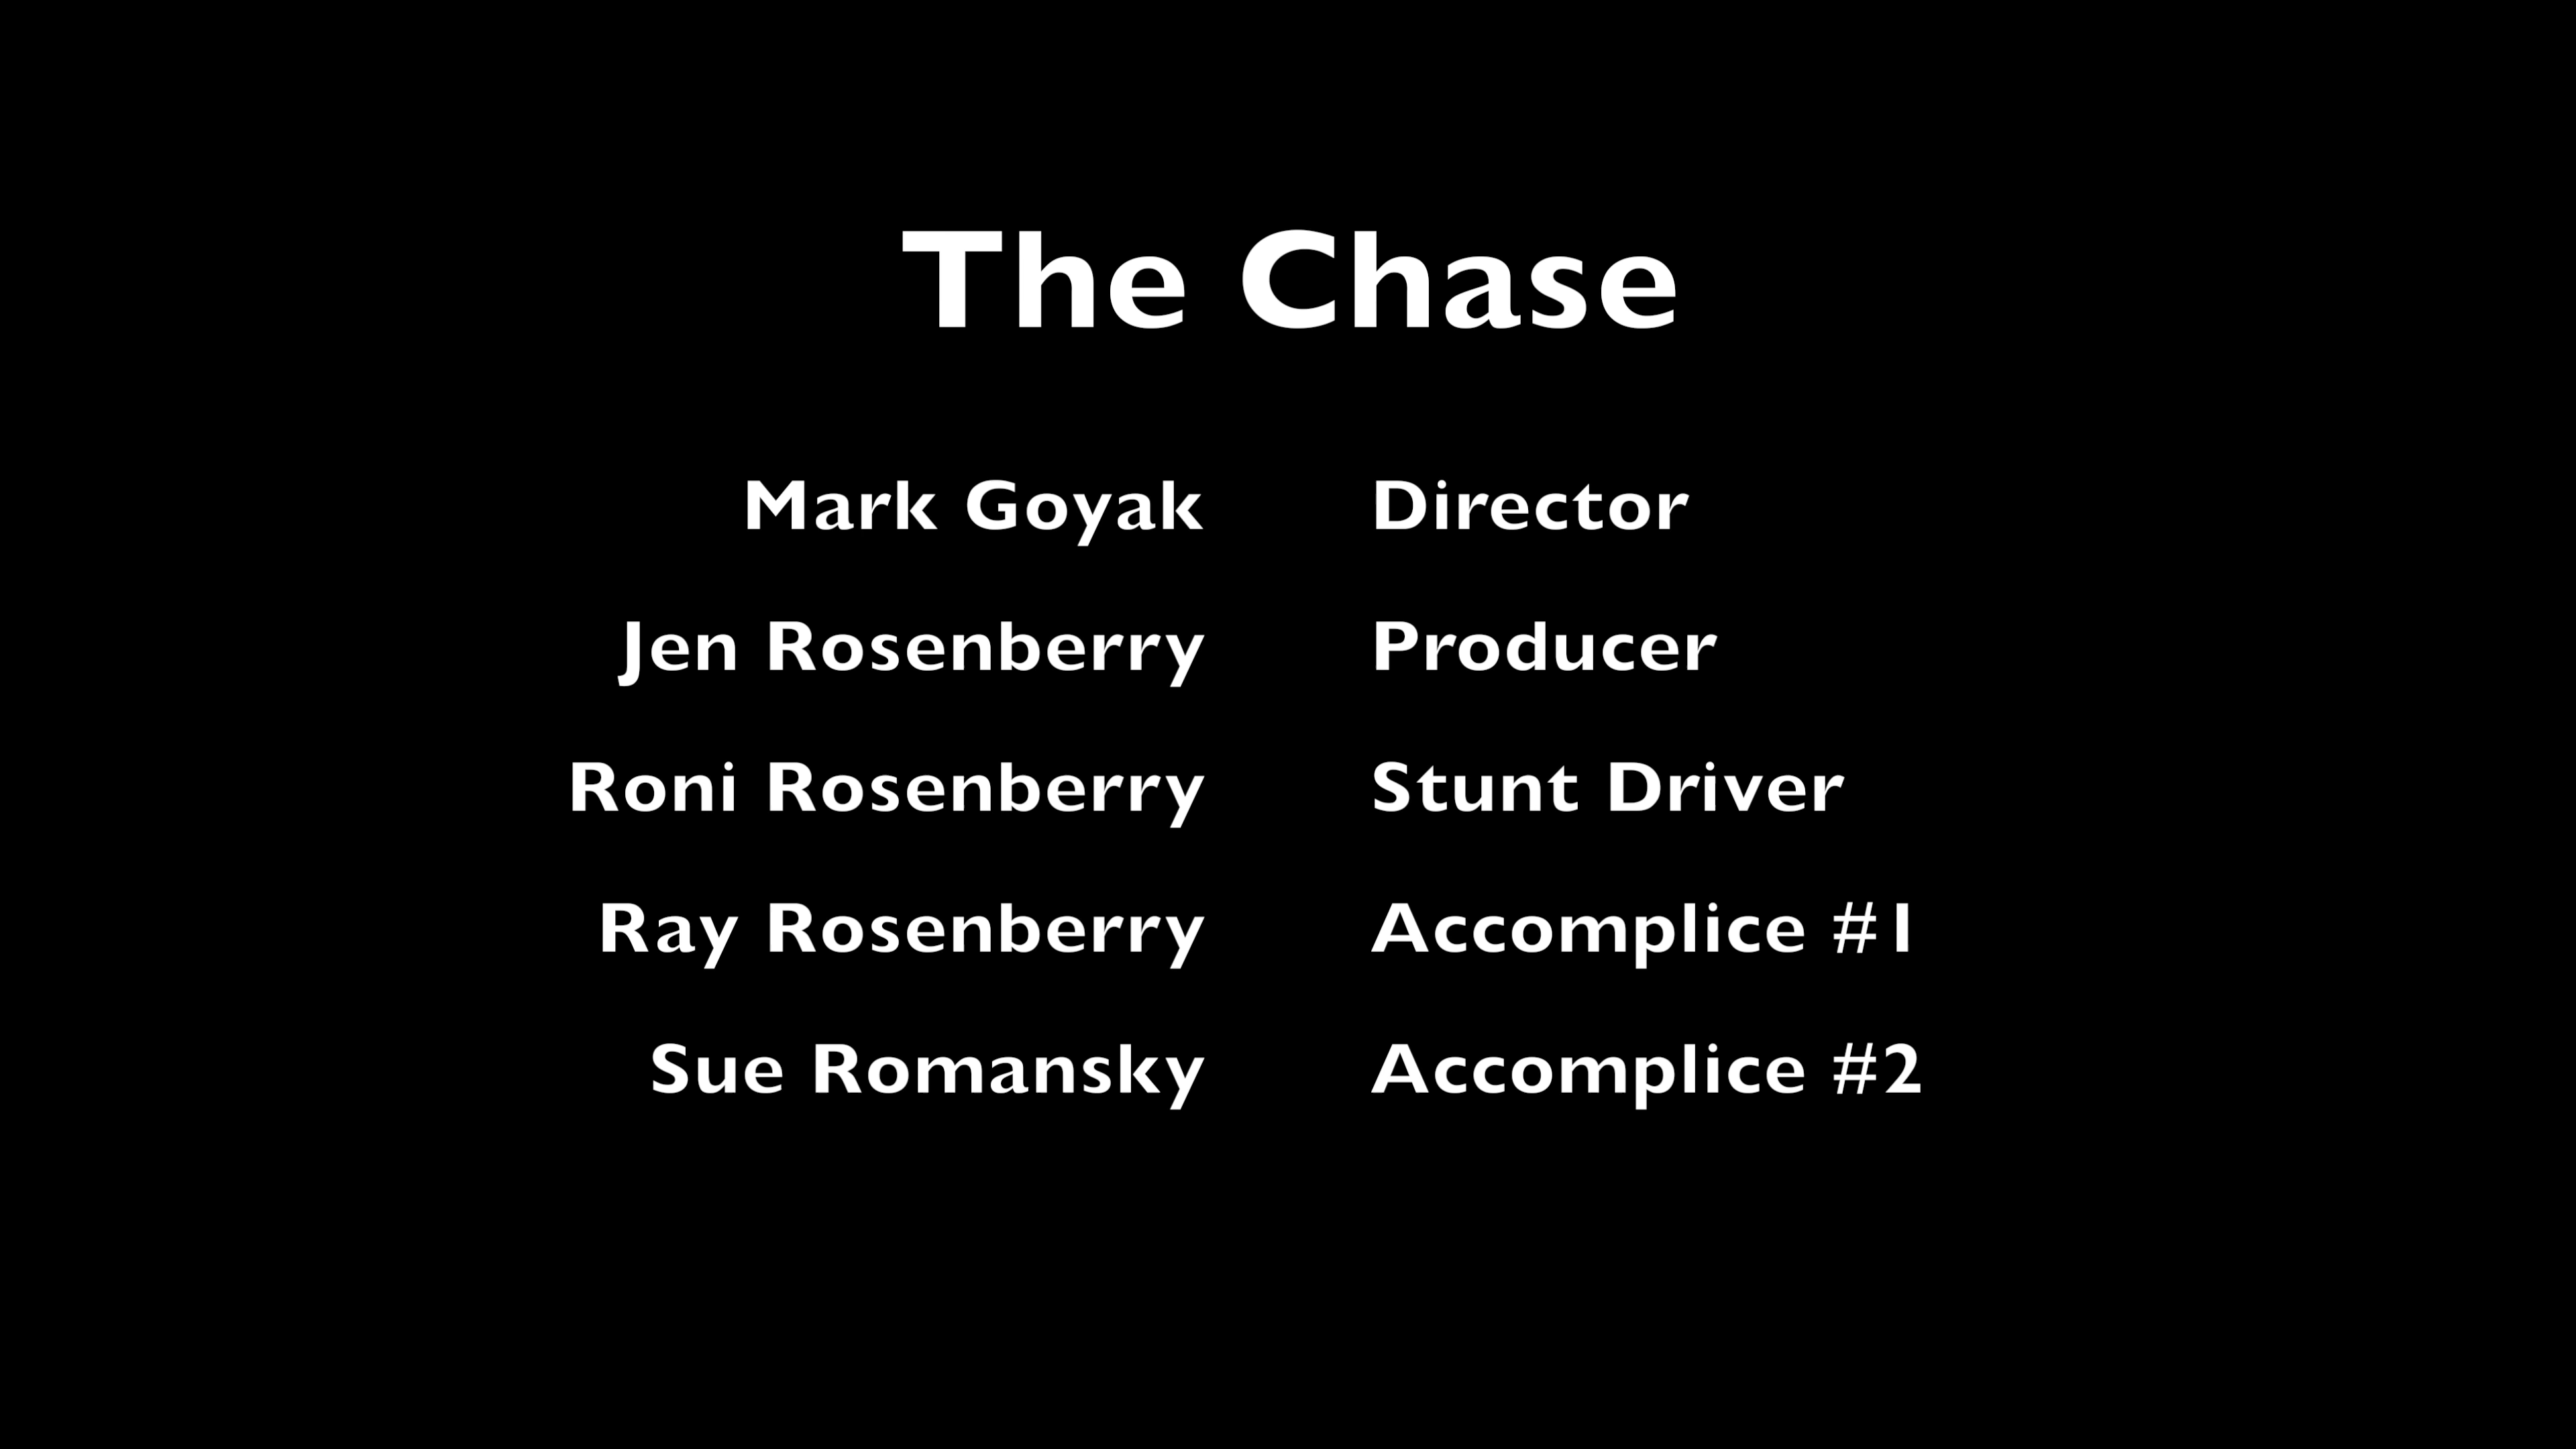 The Chase
Mark Goyak Director
Jen Rosenberry Producer
Roni Rosenberry Stunt Driver
Ray Rosenberry Accomplice #1
Sue Romansky Accomplice #2